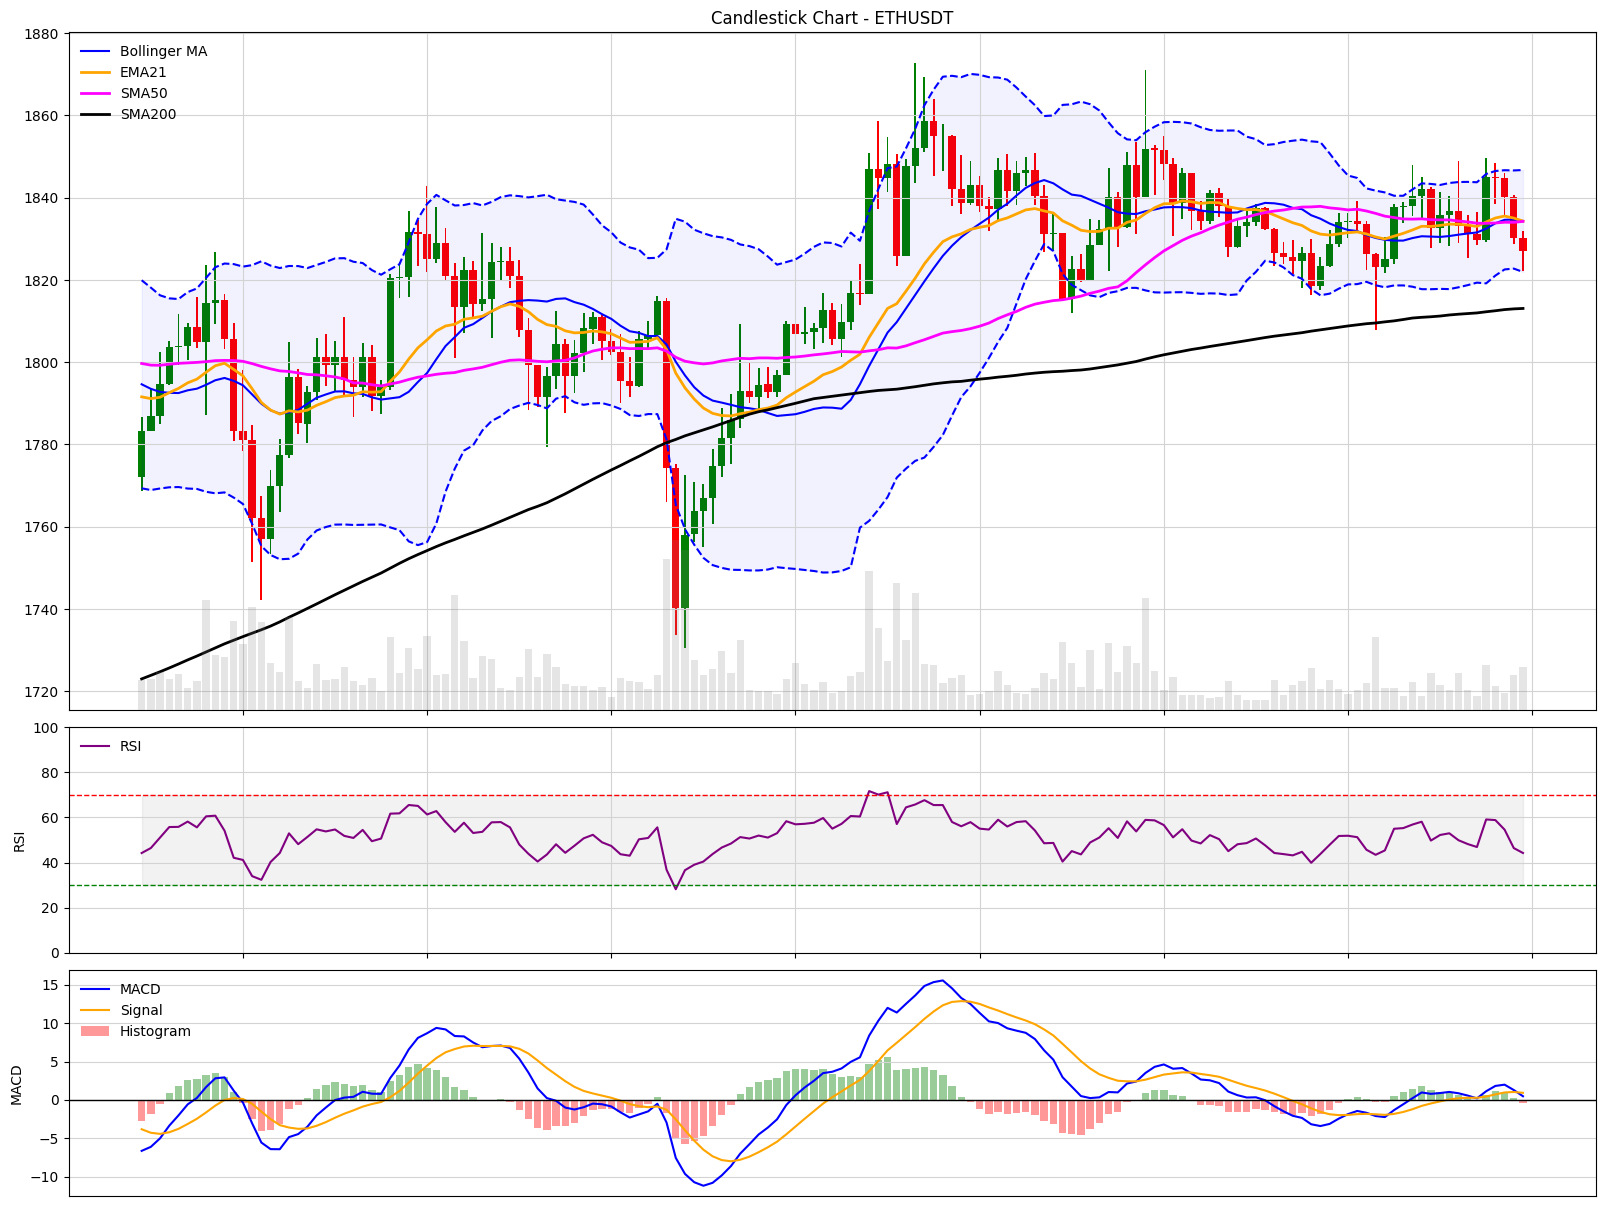 Candlestick Chart - ETHUSDT
1880
1860
1840
1820
1800
1780
1760
1740
1720
Bollinger MA
EMA21
SMA50
SMA200
100
80
60
40
20
0
RSI
RSI
15
10
5
0
−5
−10
MACD
MACD
Signal
Histogram